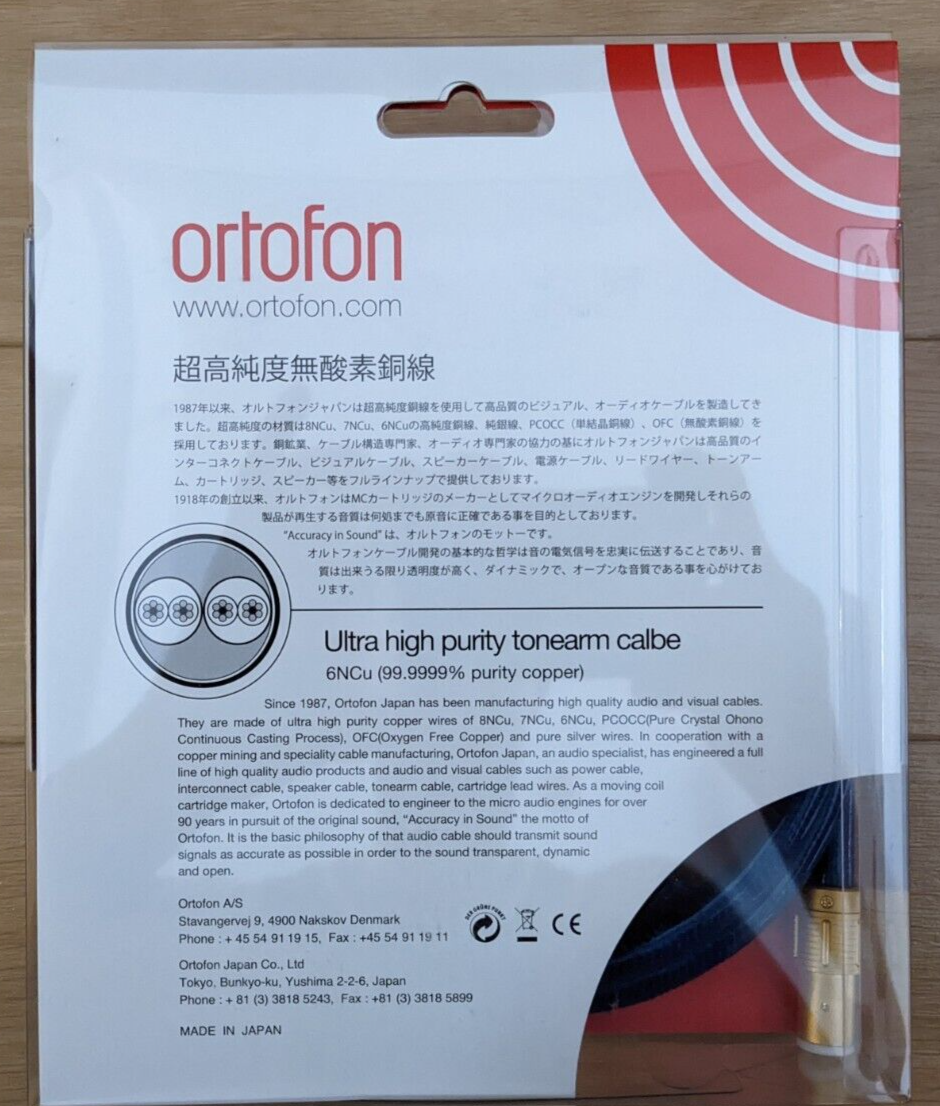 ortofon
www.ortofon.com
超高純度無酸素銅線
1987年以来、オルトフォンジャパンは超高純度銅線を使用して高品質のビジュアル、オーディオケーブルを製造してき
ました。超高純度の材質は8NCu、7NCu、6NCuの高純度銅線、純銀線、PCOCC（単結晶銅線）、OFC（無酸素銅線）を
採用しております。銅鉱業、ケーブル構造専門家、オーディオ専門家の協力の基にオルトフォンジャパンは高品質のイ
ンターコネクトケーブル、ビジュアルケーブル、スピーカーケーブル、電源ケーブル、リードワイヤー、トーンアー
ム、カートリッジ、スピーカー等をフルラインナップで提供しております。
1918年の創立以来、オルトフォンはMCカートリッジのメーカーとしてマイクロオーディオエンジンを開発しそれらの
製品が再生する音質は何処までも原音に正確である事を目的としております。
“Accuracy in Sound” は、オルトフォンのモットーです。
オルトフォンケーブル開発の基本的な哲学は音の電気信号を忠実に伝送することであり、音
質は出来うる限り透明度が高く、ダイナミックで、オープンな音質である事を心がけてお
ります。
Ultra high purity tonearm calbe
6NCu (99.9999% purity copper)
Since 1987, Ortofon Japan has been manufacturing high quality audio and visual cables.
They are made of ultra high purity copper wires of 8NCu, 7NCu, 6NCu, PCOCC(Pure Crystal Ohono
Continuous Casting Process), OFC(Oxygen Free Copper) and pure silver wires. In cooperation with a
copper mining and speciality cable manufacturing, Ortofon Japan, an audio specialist, has engineered a full
line of high quality audio products and audio and visual cables such as power cable,
interconnect cable, speaker cable, tonearm cable, cartridge lead wires. As a moving coil
cartridge maker, Ortofon is dedicated to engineer to the micro audio engines for over
90 years in pursuit of the original sound, “Accuracy in Sound” the motto of
Ortofon. It is the basic philosophy of that audio cable should transmit sound
signals as accurate as possible in order to the sound transparent, dynamic
and open.
Ortofon A/S
Stavangervej 9, 4900 Nakskov Denmark
Phone : + 45 54 91 19 15, Fax : +45 54 91 19 11
DER GRÜNE PUNKT
CE
Ortofon Japan Co., Ltd
Tokyo, Bunkyo-ku, Yushima 2-2-6, Japan
Phone : + 81 (3) 3818 5243, Fax : +81 (3) 3818 5899
MADE IN JAPAN